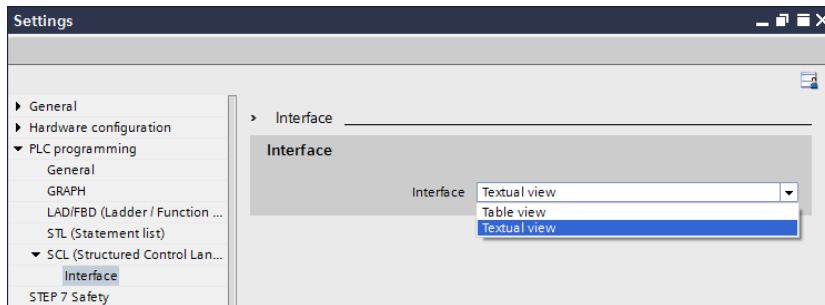 Settings
General
Hardware configuration
PLC programming
General
GRAPH
LAD/FBD (Ladder / Function ...
STL (Statement list)
SCL (Structured Control Lan...
Interface
STEP 7 Safety
Interface
Interface
Interface Textual view
Table view
Textual view